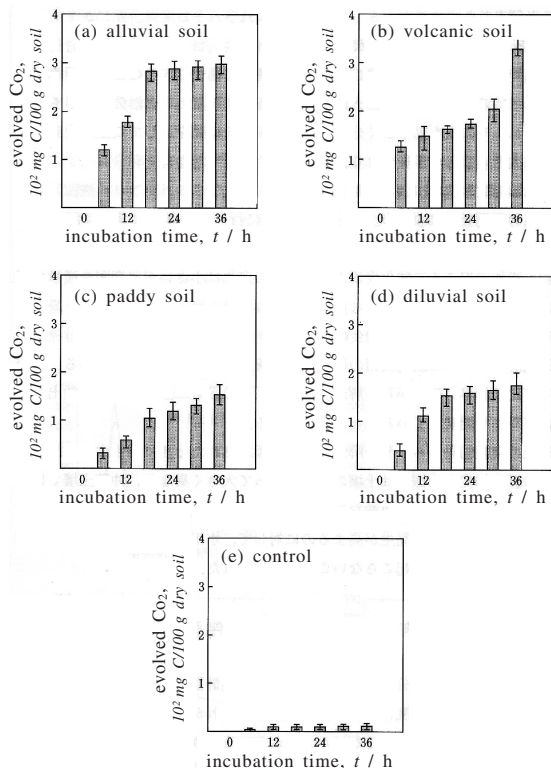 (a) alluvial soil
4
3
2
1
evolved Co₂,
10² mg C/100 g dry soil
0 12 24 36
incubation time, t / h
(b) volcanic soil
4
3
2
1
evolved Co₂,
10² mg C/100 g dry soil
0 12 24 36
incubation time, t / h
(c) paddy soil
4
3
2
1
evolved Co₂,
10² mg C/100 g dry soil
0 12 24 36
incubation time, t / h
(d) diluvial soil
4
3
2
1
evolved Co₂,
10² mg C/100 g dry soil
0 12 24 36
incubation time, t / h
(e) control
4
3
2
1
evolved Co₂,
10² mg C/100 g dry soil
0 12 24 36
incubation time, t / h